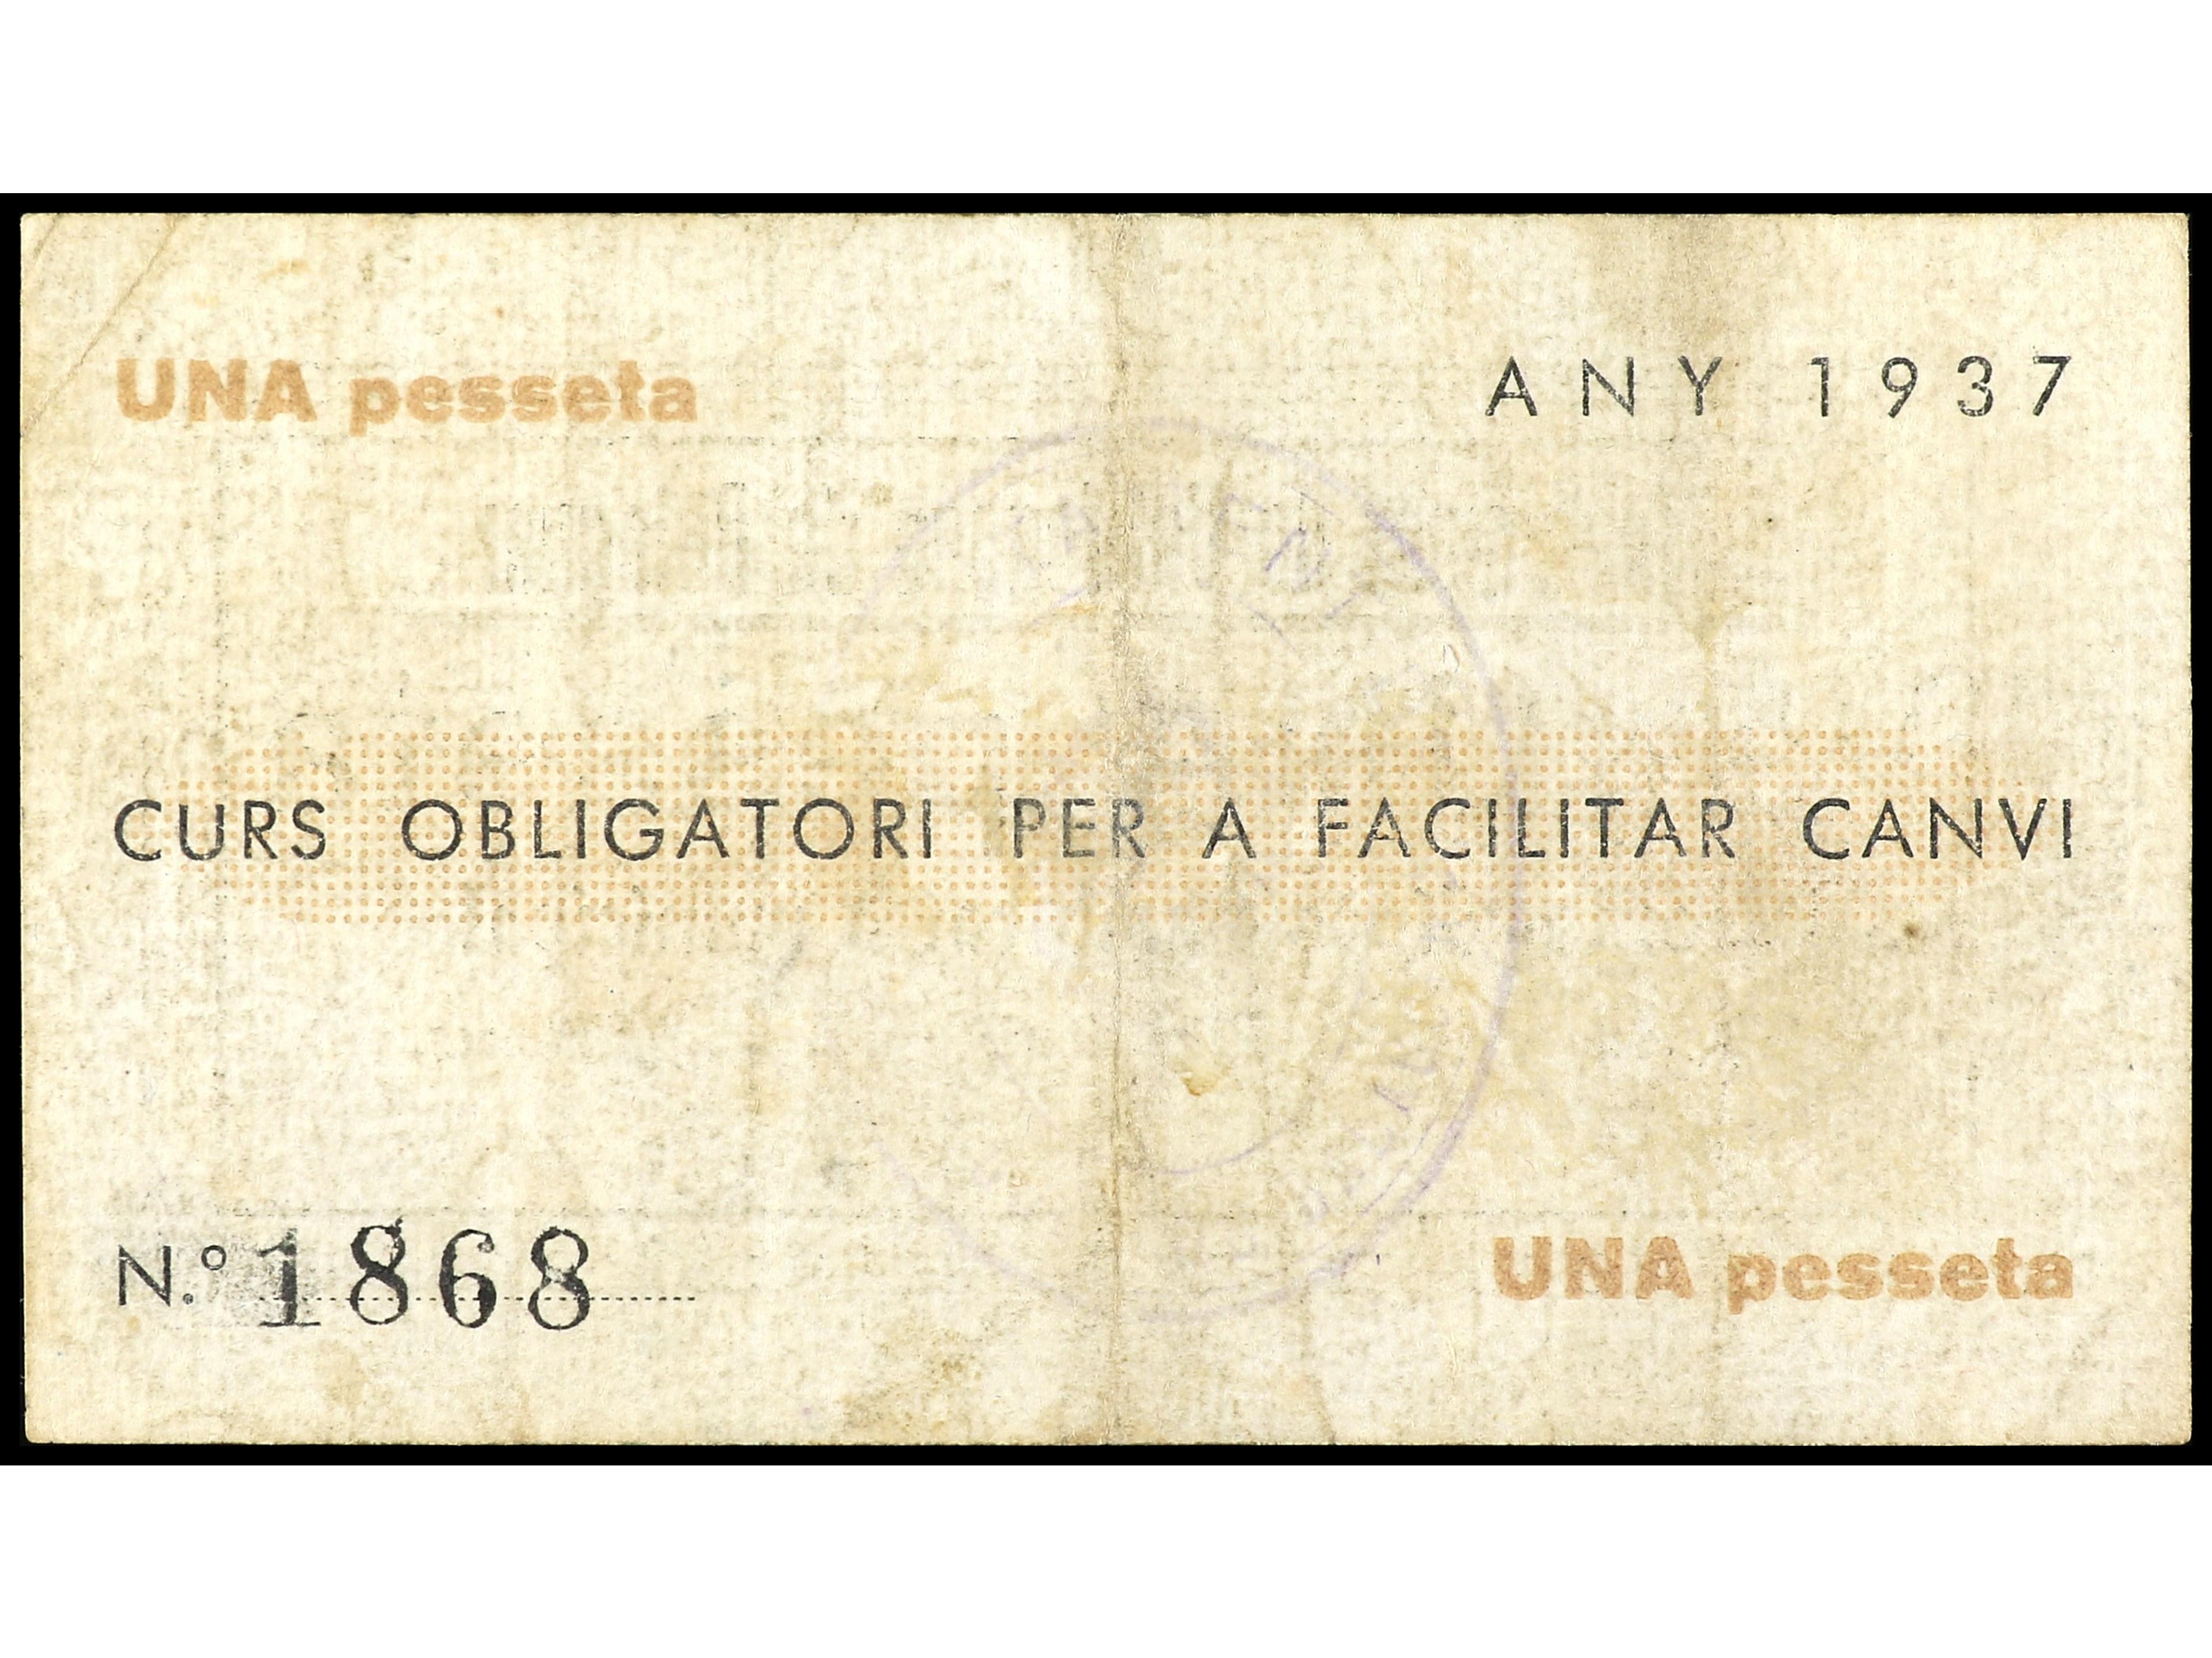 UNA pesseta
ANY 1937
CURS OBLIGATORI PER A FACILITAR CANVI
N.º 1868
UNA pesseta